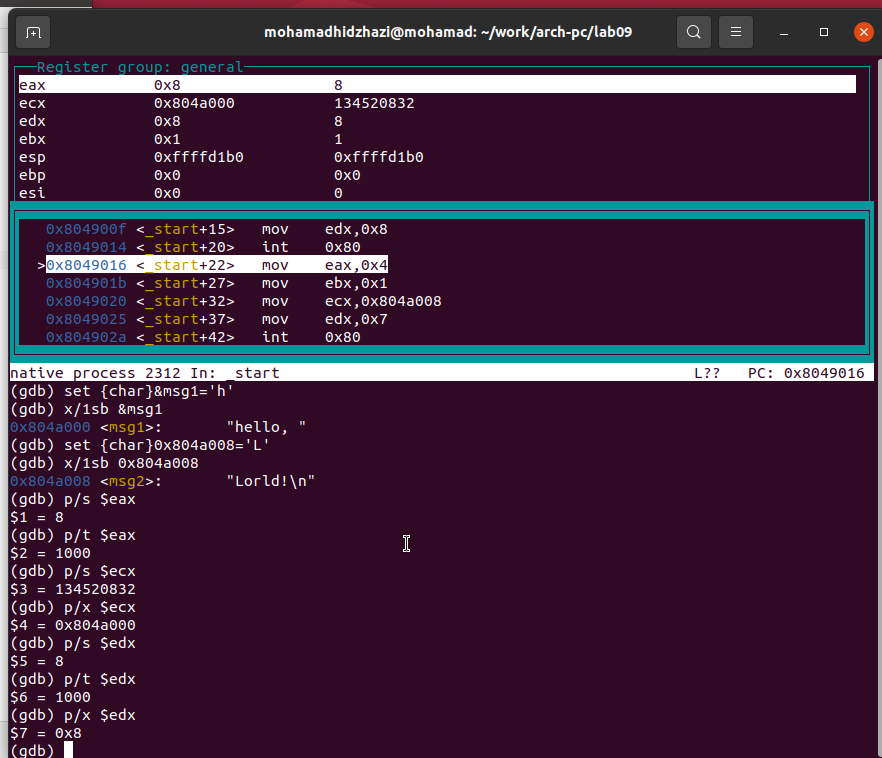 mohamadhidzhazi@mohamad: ~/work/arch-pc/lab09
Register group: general
eax 0x8 8
ecx 0x804a000 134520832
edx 0x8 8
ebx 0x1 1
esp 0xffffd1b0 0xffffd1b0
ebp 0x0 0x0
esi 0x0 0
0x804900f <_start+15> mov edx,0x8
0x8049014 <_start+20> int 0x80
>0x8049016 <_start+22> mov eax,0x4
0x804901b <_start+27> mov ebx,0x1
0x8049020 <_start+32> mov ecx,0x804a008
0x8049025 <_start+37> mov edx,0x7
0x804902a <_start+42> int 0x80
native process 2312 In: _start L?? PC: 0x8049016
(gdb) set {char}&msg1='h'
(gdb) x/1sb &msg1
0x804a000 <msg1>: "hello, "
(gdb) set {char}0x804a008='L'
(gdb) x/1sb 0x804a008
0x804a008 <msg2>: "Lorld!\n"
(gdb) p/s $eax
$1 = 8
(gdb) p/t $eax
$2 = 1000
(gdb) p/s $ecx
$3 = 134520832
(gdb) p/x $ecx
$4 = 0x804a000
(gdb) p/s $edx
$5 = 8
(gdb) p/t $edx
$6 = 1000
(gdb) p/x $edx
$7 = 0x8
(gdb)